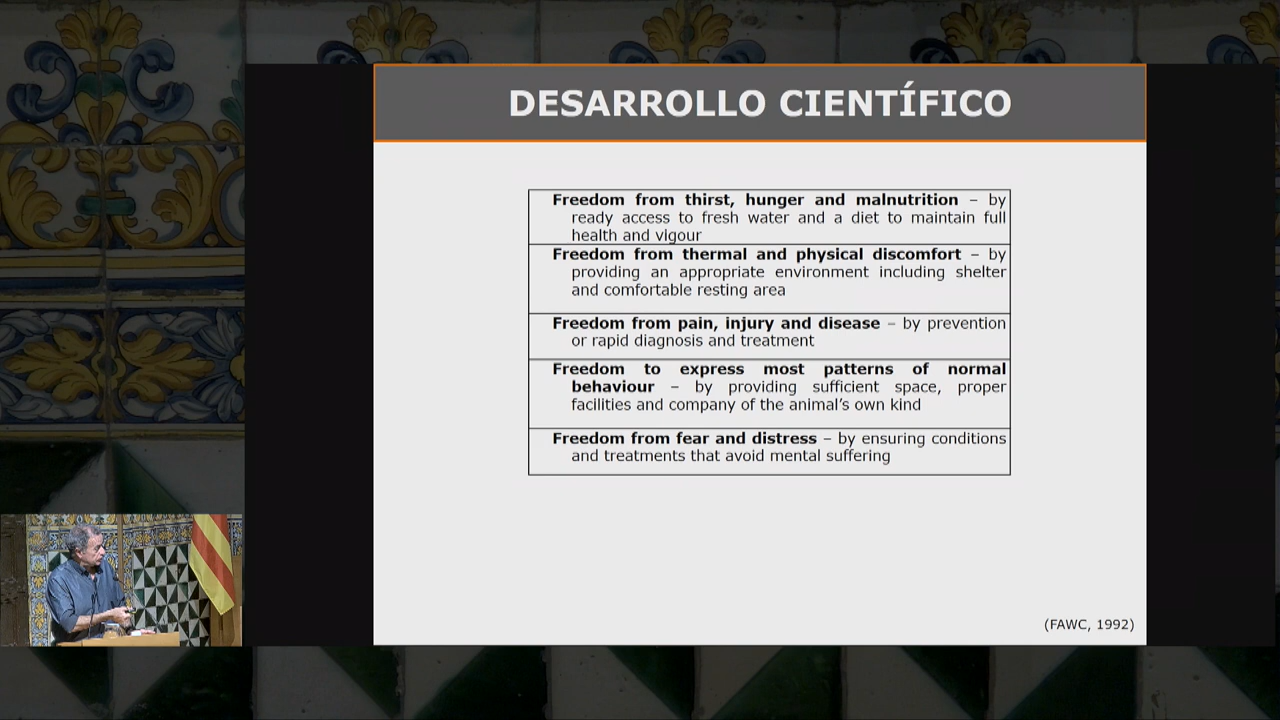 DESARROLLO CIENTÍFICO
Freedom from thirst, hunger and malnutrition – by
ready access to fresh water and a diet to maintain full
health and vigour
Freedom from thermal and physical discomfort – by
providing an appropriate environment including shelter
and comfortable resting area
Freedom from pain, injury and disease – by prevention
or rapid diagnosis and treatment
Freedom to express most patterns of normal
behaviour – by providing sufficient space, proper
facilities and company of the animal's own kind
Freedom from fear and distress – by ensuring conditions
and treatments that avoid mental suffering
(FAWC, 1992)